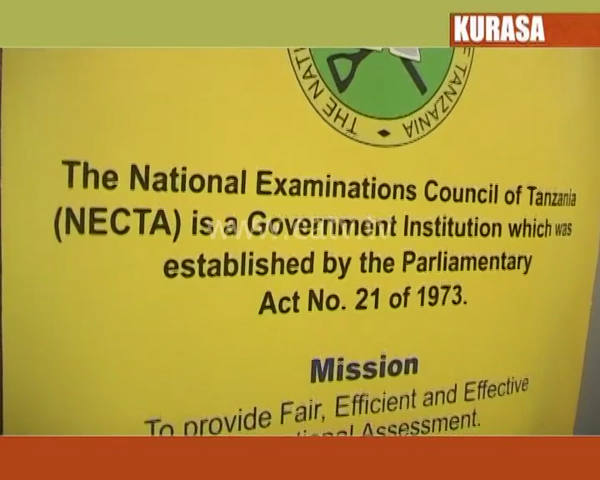 KURASA
THE NATI
E TANZANIA
The National Examinations Council of Tanzania
(NECTA) is a Government Institution which was
established by the Parliamentary
Act No. 21 of 1973.
Mission
To provide Fair, Efficient and Effective
Assessment.